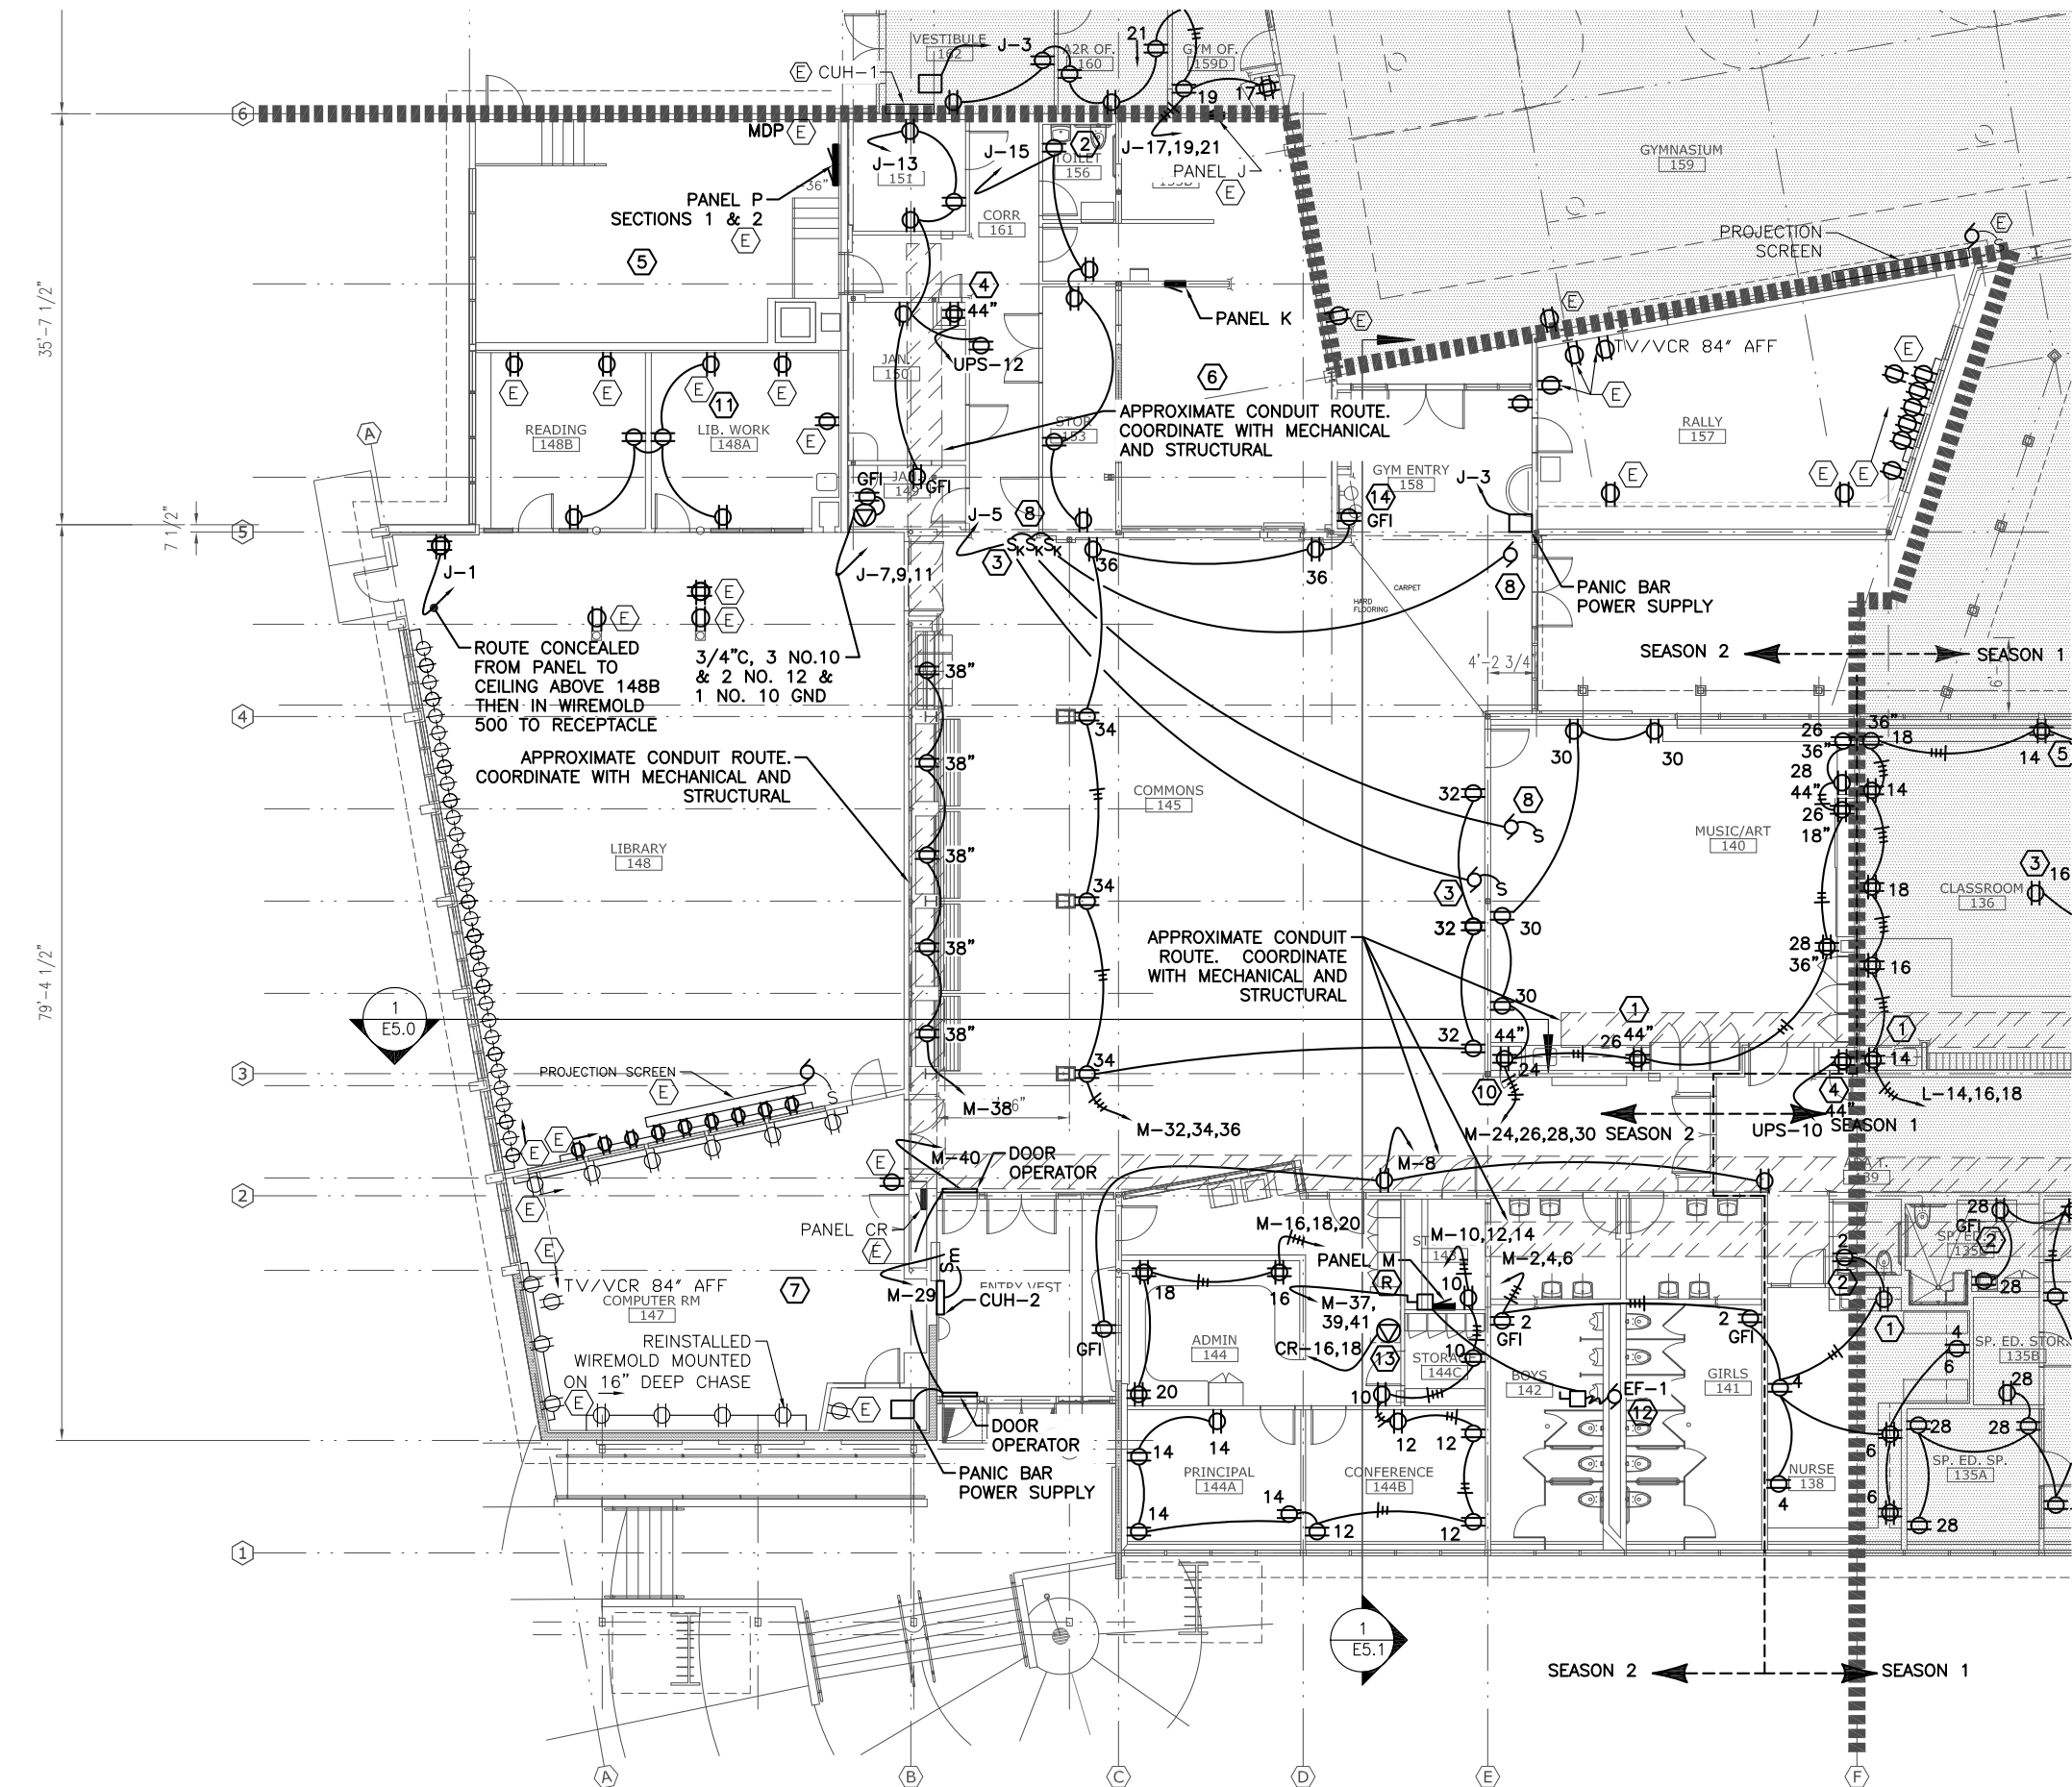 VESTIBULE
162
J-3
A2R OF.
160
21
GYM OF.
159D
E CUH-1
19
17
6
MDP E
J-13
151
J-15
2
TOILET
156
J-17,19,21
PANEL J
E
GYMNASIUM
159
PANEL P
SECTIONS 1 & 2
E
36"
CORR
161
PROJECTION
SCREEN
E
S
5
4
44"
PANEL K
E
E
TV/VCR 84" AFF
E
35'-7 1/2"
JAN.
150
UPS-12
6
E
E
E
E
11
E
READING
148B
LIB. WORK
148A
E
APPROXIMATE CONDUIT ROUTE.
COORDINATE WITH MECHANICAL
AND STRUCTURAL
STOR
153
RALLY
157
A
GYM ENTRY
158
J-3
E
E
E
GFI
GFI
JAN.
149
14
GFI
7 1/2"
5
J-5
8
SK SK SK
3
36
36
8
J-1
J-7,9,11
CARPET
HARD
FLOORING
PANIC BAR
POWER SUPPLY
E
E
E
ROUTE CONCEALED
FROM PANEL TO
CEILING ABOVE 148B
THEN IN WIREMOLD
500 TO RECEPTACLE
3/4"C, 3 NO.10
& 2 NO. 12 &
1 NO. 10 GND
38"
4'-2 3/4"
SEASON 2
SEASON 1
4
34
30
30
26
36"
36"
18
14
5
APPROXIMATE CONDUIT ROUTE.
COORDINATE WITH MECHANICAL AND
STRUCTURAL
38"
28
44"
26
18"
14
COMMONS
145
32
8
S
MUSIC/ART
140
LIBRARY
148
38"
34
3
S
18
CLASSROOM
136
3
16
32
30
38"
APPROXIMATE CONDUIT
ROUTE. COORDINATE
WITH MECHANICAL AND
STRUCTURAL
28
36"
16
79'-4 1/2"
1
E5.0
38"
30
32
44"
1
26
44"
24
1
14
3
PROJECTION SCREEN
E
S
34
10
4
44"
M-38
M-32,34,36
M-24,26,28,30
SEASON 2
UPS-10
SEASON 1
L-14,16,18
E
E
M-40
DOOR
OPERATOR
M-8
2
E
E
139
PANEL CR
E
M-16,18,20
ST
143
M-10,12,14
M-2,4,6
28
GFI
2
2
2
28
E
TV/VCR 84" AFF
COMPUTER RM
147
7
Sm
M-29
ENTRY VEST
CUH-2
PANEL M
R
10
18
16
M-37,
39,41
2
GFI
2
GFI
1
REINSTALLED
WIREMOLD MOUNTED
ON 16" DEEP CHASE
GFI
ADMIN
144
CR-16,18
13
STORAGE
144C
10
BOYS
142
GIRLS
141
4
6
SP. ED. STOR.
135B
E
E
20
10
EF-1
12
4
28
DOOR
OPERATOR
14
12
12
6
28
28
PANIC BAR
POWER SUPPLY
14
PRINCIPAL
144A
CONFERENCE
144B
NURSE
138
SP. ED. SP.
135A
14
14
12
12
4
6
28
1
1
E5.1
SEASON 2
SEASON 1
A
B
C
D
E
F